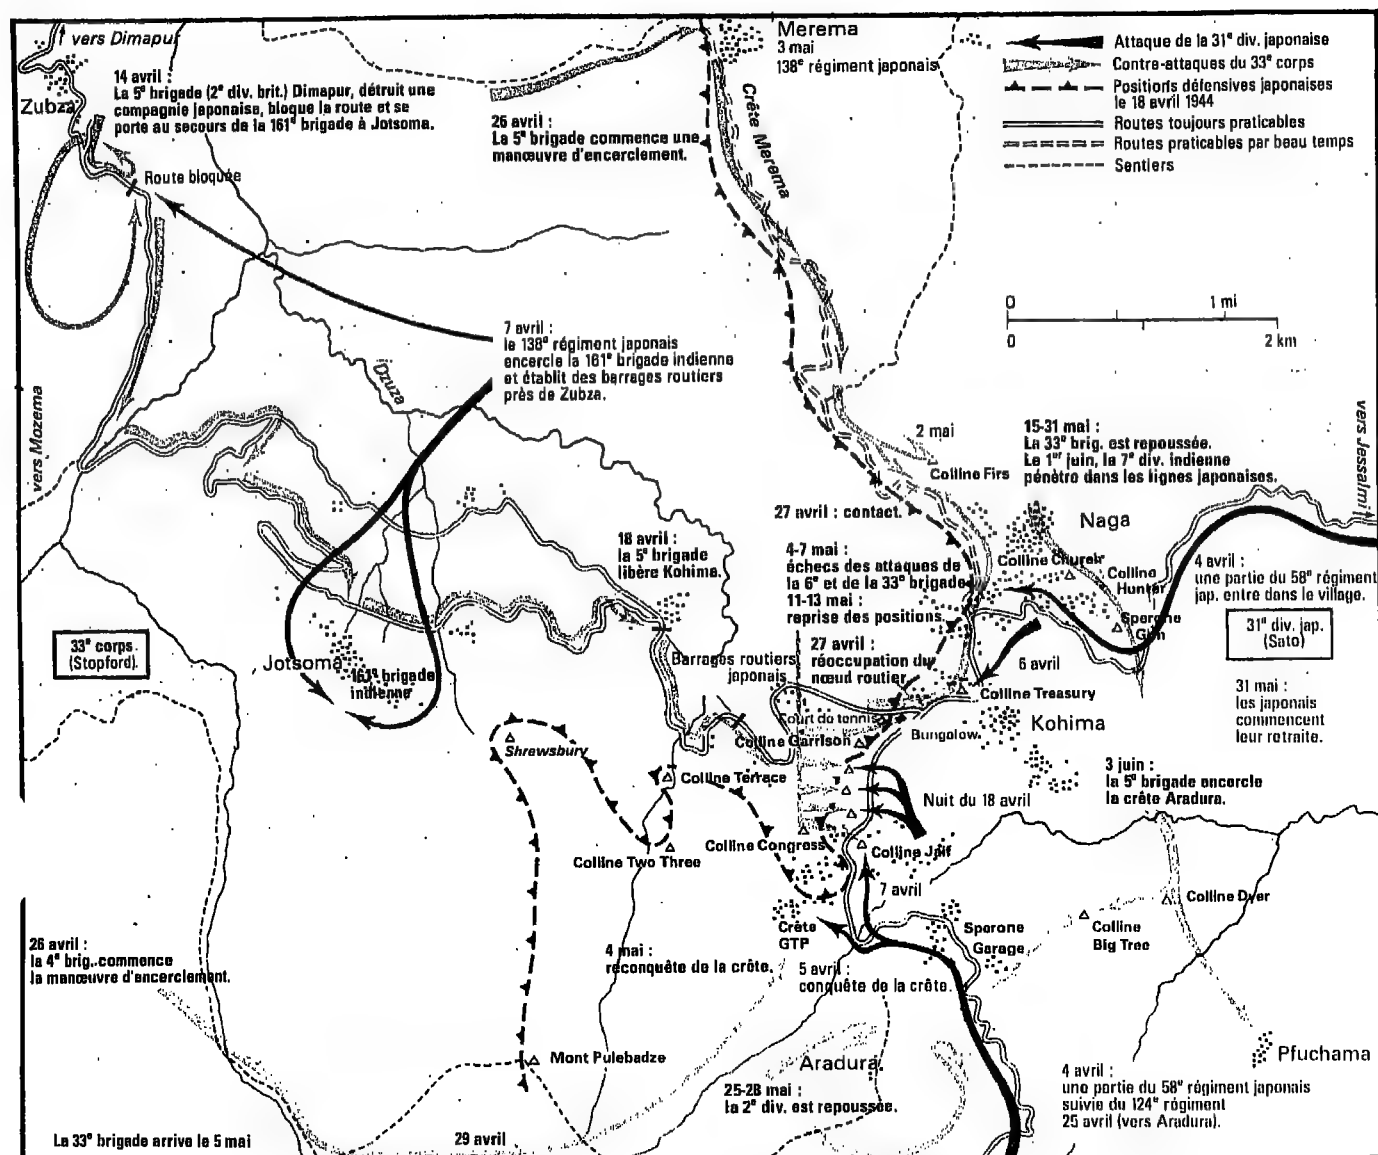 vers Dimapur
Zubza
14 avril :
La 5e brigade (2e div. brit.) Dimapur, détruit une
compagnie japonaise, bloque la route et se
porte au secours de la 161e brigade à Jotsoma.
Route bloquée
26 avril :
La 5e brigade commence une
manœuvre d'encerclement.
Merema
3 mai
138e régiment japonais
Crête Merema
Attaque de la 31e div. japonaise
Contre-attaques du 33e corps
Positions défensives japonaises
le 18 avril 1944
Routes toujours praticables
Routes praticables par beau temps
Sentiers
0 1 mi
0 2 km
7 avril :
le 138e régiment japonais
encercle la 161e brigade indienne
et établit des barrages routiers
près de Zubza.
Dzuza
vers Mozema
vers Jessalmi
2 mai
Colline Firs
15-31 mai :
La 33e brig. est repoussée.
Le 1er juin, la 7e div. indienne
pénètre dans les lignes japonaises.
27 avril : contact.
Naga
18 avril :
la 5e brigade
libère Kohima.
4-7 mai :
échecs des attaques de
la 6e et de la 33e brigade
11-13 mai :
reprise des positions.
Colline Church
Colline
Hunter
4 avril :
une partie du 58e régiment
jap. entre dans le village.
Sperone
Gun
31e div. jap.
(Sato)
33e corps.
(Stopford).
Jotsoma
161e brigade
indienne
27 avril :
réoccupation du
nœud routier
Barrages routiers
japonais
6 avril
Colline Treasury
31 mai :
les japonais
commencent
leur retraite.
Court de tennis
Bungalow
Kohima
Colline Garrison
Shrewsbury
Colline Terrace
3 juin :
la 5e brigade encercle
la crête Aradura.
Nuit du 18 avril
Colline Two Three
Colline Congress
Colline Jail
7 avril
Colline Dyer
Colline
Big Tree
Crête
GTP
Sperone
Garage
26 avril :
la 4e brig. commence
la manœuvre d'encerclement.
4 mai :
reconquête de la crête.
5 avril :
conquête de la crête.
Mont Pulebadze
Aradura
Pfuchama
25-28 mai :
la 2e div. est repoussée.
4 avril :
une partie du 58e régiment japonais
suivie du 124e régiment
25 avril (vers Aradura).
La 33e brigade arrive le 5 mai
29 avril